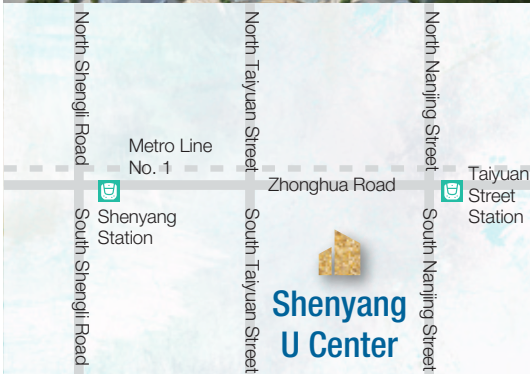 North Shengli Road
North Taiyuan Street
North Nanjing Street
Metro Line
No. 1
Zhonghua Road
Taiyuan
Street
Station
Shenyang
Station
South Shengli Road
South Taiyuan Street
South Nanjing Street
Shenyang
U Center